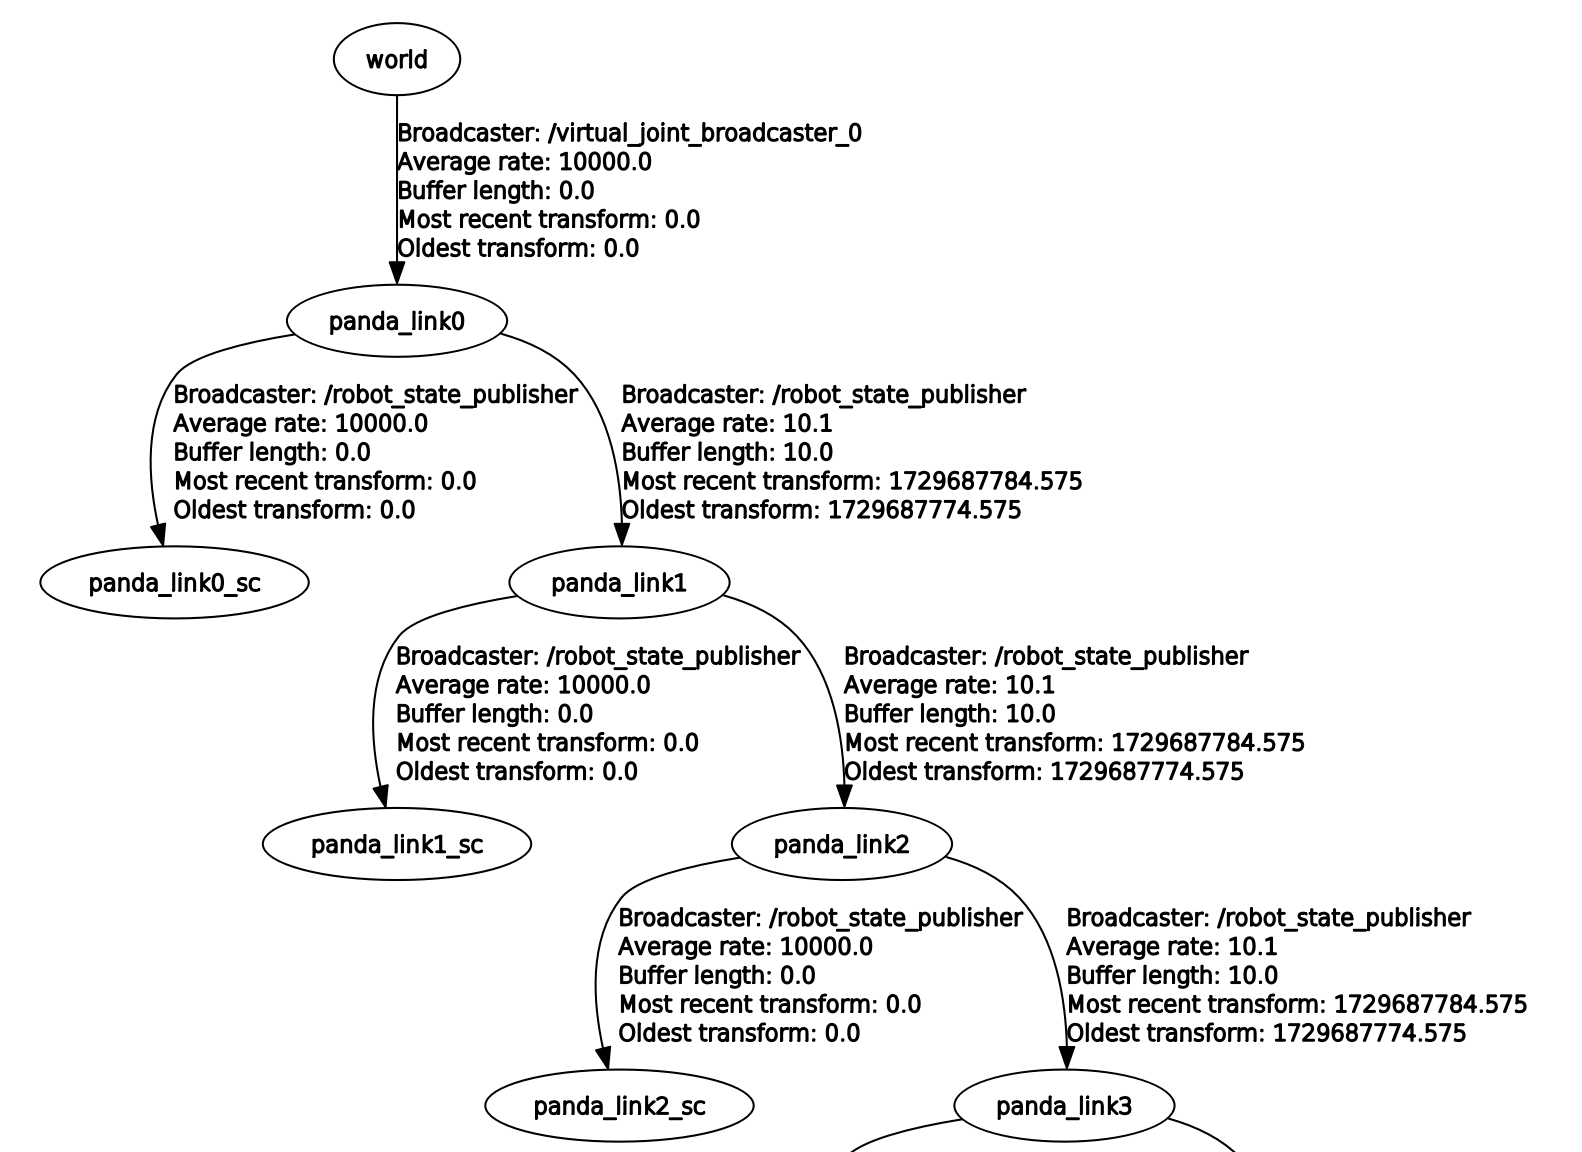 world
Broadcaster: /virtual_joint_broadcaster_0
Average rate: 10000.0
Buffer length: 0.0
Most recent transform: 0.0
Oldest transform: 0.0
panda_link0
Broadcaster: /robot_state_publisher
Average rate: 10000.0
Buffer length: 0.0
Most recent transform: 0.0
Oldest transform: 0.0
Broadcaster: /robot_state_publisher
Average rate: 10.1
Buffer length: 10.0
Most recent transform: 1729687784.575
Oldest transform: 1729687774.575
panda_link0_sc
panda_link1
Broadcaster: /robot_state_publisher
Average rate: 10000.0
Buffer length: 0.0
Most recent transform: 0.0
Oldest transform: 0.0
Broadcaster: /robot_state_publisher
Average rate: 10.1
Buffer length: 10.0
Most recent transform: 1729687784.575
Oldest transform: 1729687774.575
panda_link1_sc
panda_link2
Broadcaster: /robot_state_publisher
Average rate: 10000.0
Buffer length: 0.0
Most recent transform: 0.0
Oldest transform: 0.0
Broadcaster: /robot_state_publisher
Average rate: 10.1
Buffer length: 10.0
Most recent transform: 1729687784.575
Oldest transform: 1729687774.575
panda_link2_sc
panda_link3